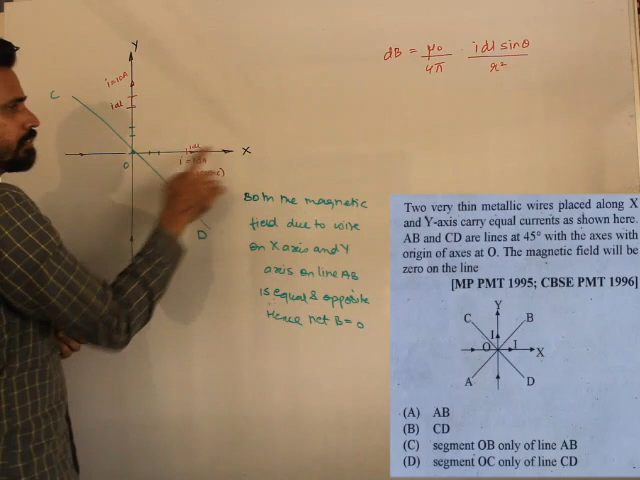 dB = μ0/4π · idl sinθ/r²
Y
i = 10A
idl
C
idl
X
i = 10A
O
D
Both the magnetic
field due to wire
on X axis and Y
axis on line AB
is equal & opposite
Hence net B = 0
Two very thin metallic wires placed along X
and Y-axis carry equal currents as shown here.
AB and CD are lines at 45° with the axes with
origin of axes at O. The magnetic field will be
zero on the line
[MP PMT 1995; CBSE PMT 1996]
Y
C B
I
O I X
A D
(A) AB
(B) CD
(C) segment OB only of line AB
(D) segment OC only of line CD